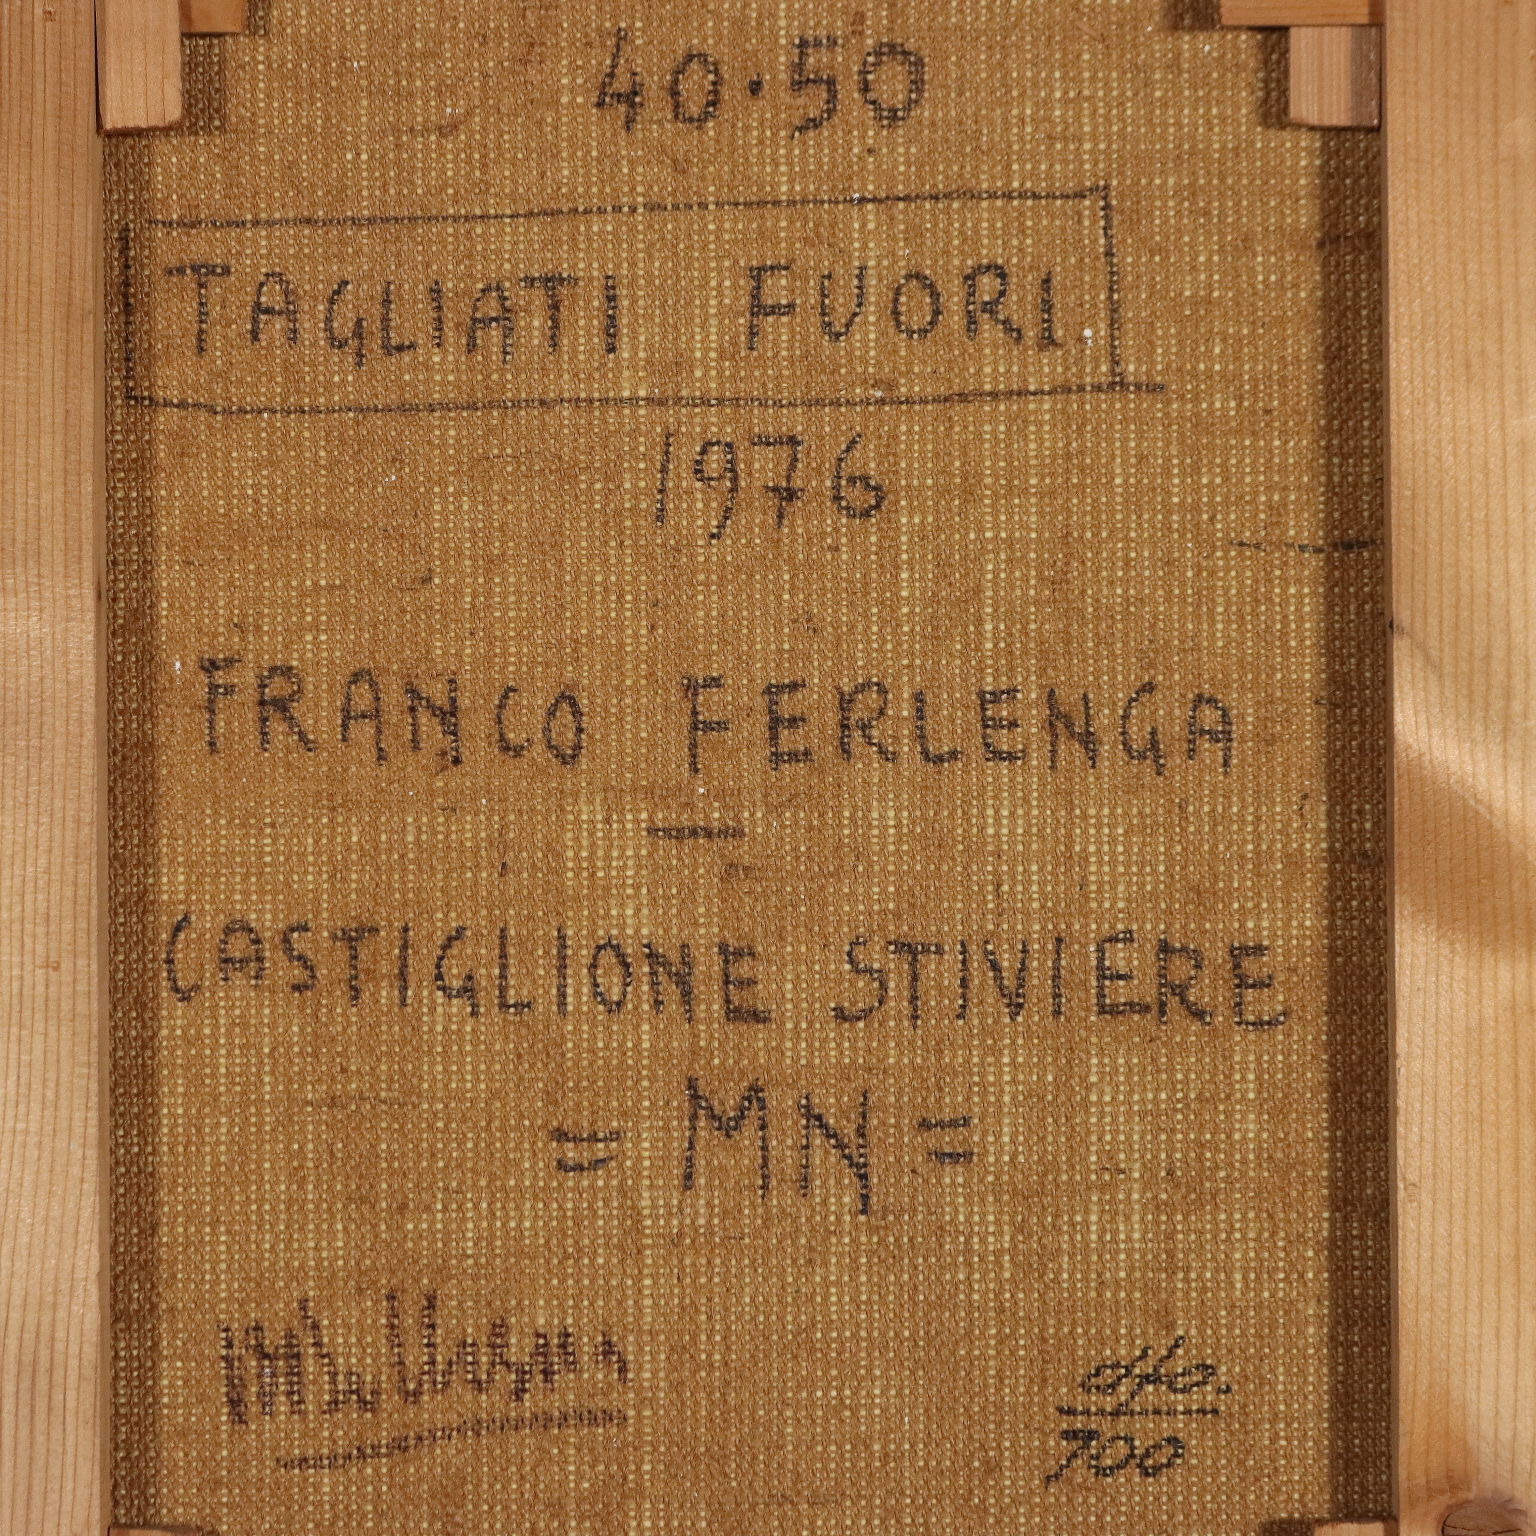 40.50
TAGLIATI FUORI.
1976
FRANCO FERLENGA
CASTIGLIONE STIVIERE
= MN =
700